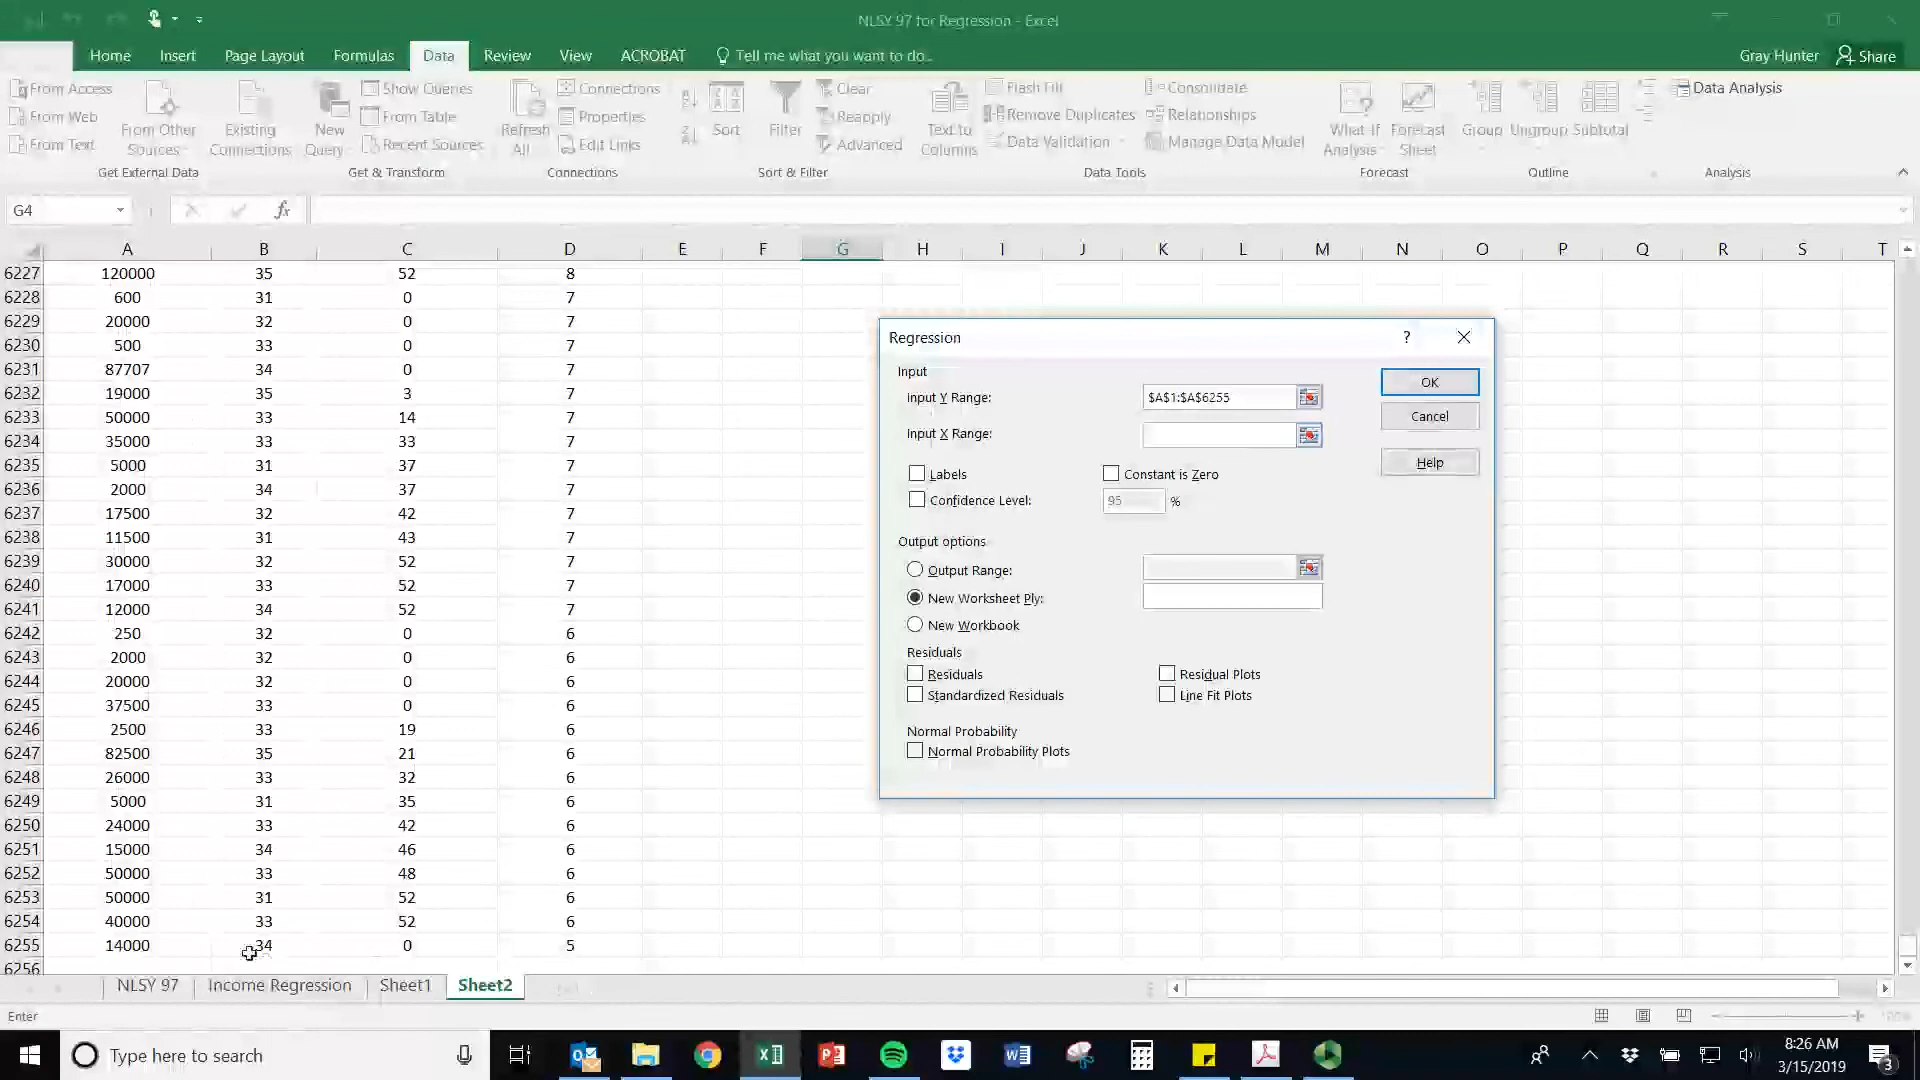 NLSY 97 for Regression - Excel
Home Insert Page Layout Formulas Data Review View ACROBAT Tell me what you want to do... Gray Hunter Share
From Access
From Web
From Text
From Other Sources
Existing Connections
Get External Data
New Query
Show Queries
From Table
Recent Sources
Get & Transform
Refresh All
Connections
Properties
Edit Links
Connections
Sort
Filter
Clear
Reapply
Advanced
Sort & Filter
Text to Columns
Flash Fill
Remove Duplicates
Data Validation
Consolidate
Relationships
Manage Data Model
Data Tools
What-If Analysis
Forecast Sheet
Forecast
Group
Ungroup
Subtotal
Outline
Data Analysis
Analysis
G4
fx
A B C D E F G H I J K L M N O P Q R S T
6227 120000 35 52 8
6228 600 31 0 7
6229 20000 32 0 7
6230 500 33 0 7
6231 87707 34 0 7
6232 19000 35 3 7
6233 50000 33 14 7
6234 35000 33 33 7
6235 5000 31 37 7
6236 2000 34 37 7
6237 17500 32 42 7
6238 11500 31 43 7
6239 30000 32 52 7
6240 17000 33 52 7
6241 12000 34 52 7
6242 250 32 0 6
6243 2000 32 0 6
6244 20000 32 0 6
6245 37500 33 0 6
6246 2500 33 19 6
6247 82500 35 21 6
6248 26000 33 32 6
6249 5000 31 35 6
6250 24000 33 42 6
6251 15000 34 46 6
6252 50000 33 48 6
6253 50000 31 52 6
6254 40000 33 52 6
6255 14000 34 0 5
6256
Regression
?
Input
Input Y Range: $A$1:$A$6255
Input X Range:
Labels
Constant is Zero
Confidence Level: 95 %
OK
Cancel
Help
Output options
Output Range:
New Worksheet Ply:
New Workbook
Residuals
Residuals
Residual Plots
Standardized Residuals
Line Fit Plots
Normal Probability
Normal Probability Plots
NLSY 97 Income Regression Sheet1 Sheet2
Enter
Type here to search
8:26 AM
3/15/2019
3